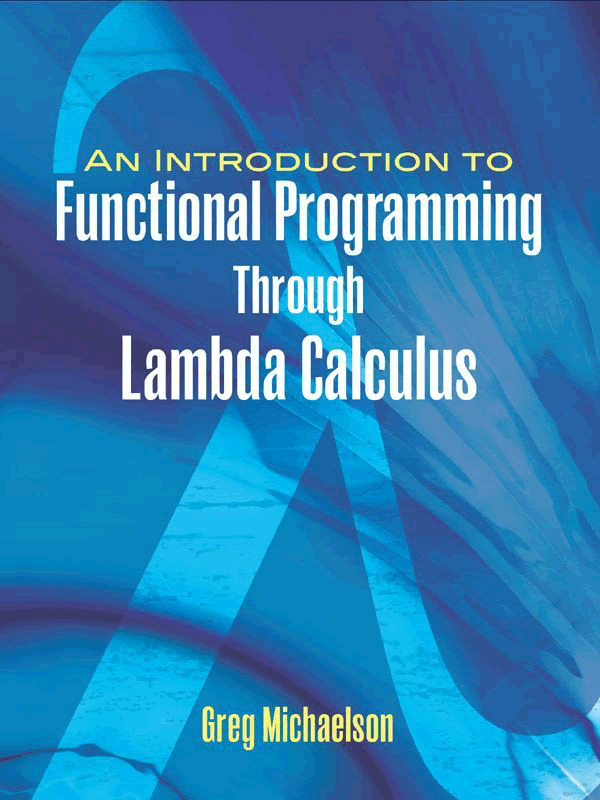 An Introduction to
Functional Programming
Through
Lambda Calculus
Greg Michaelson